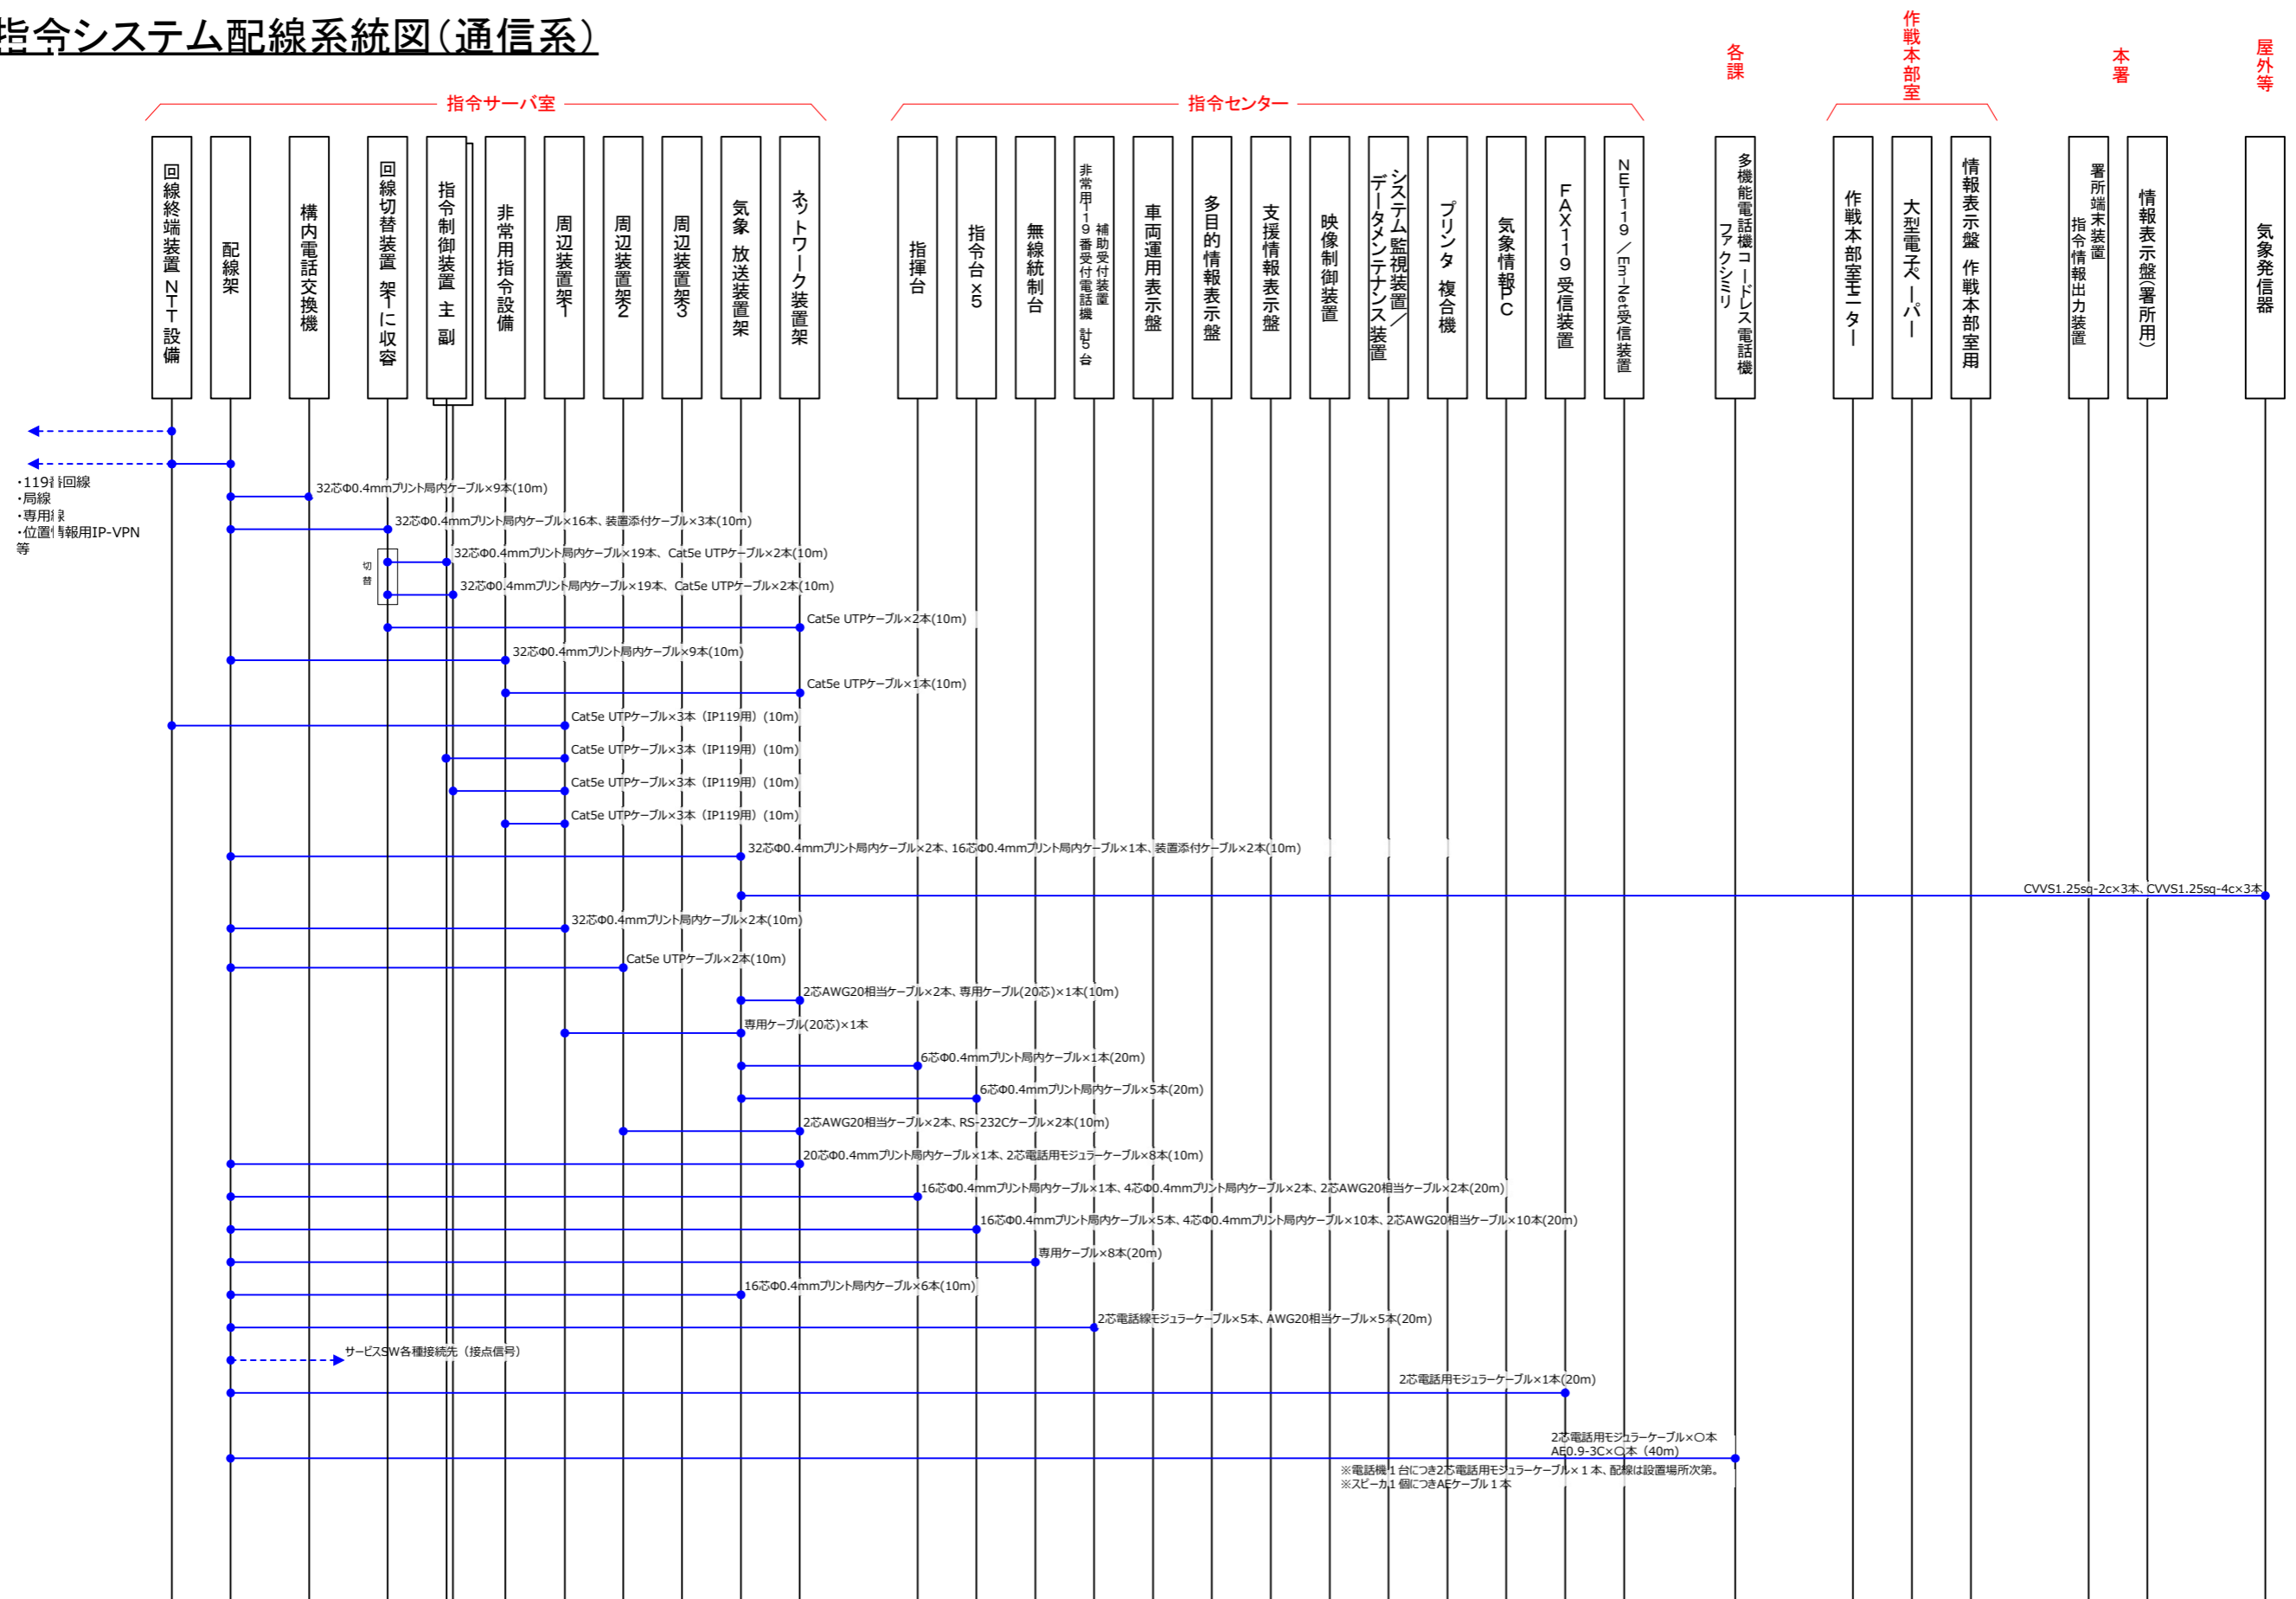 指令システム配線系統図（通信系）
各課
作戦本部室
本署
屋外等
指令サーバ室
指令センター
回線終端装置 NTT設備
配線架
構内電話交換機
回線切替装置 架1に収容
指令制御装置 主 副
非常用指令設備
周辺装置架1
周辺装置架2
周辺装置架3
気象 放送装置架
ネットワーク装置架
指揮台
指令台×5
無線統制台
補助受付装置
非常用119番受付電話機 計5台
車両運用表示盤
多目的情報表示盤
支援情報表示盤
映像制御装置
システム監視装置／
データメンテナンス装置
プリンタ 複合機
気象情報PC
FAX119受信装置
NET119／Em-Net受信装置
多機能電話機コードレス電話機
ファクシミリ
作戦本部室モニター
大型電子ペーパー
情報表示盤 作戦本部室用
署所端末装置
指令情報出力装置
情報表示盤(署所用)
気象発信器
・119番回線
・局線
・専用線
・位置情報用IP-VPN
等
32芯Φ0.4mmプリント局内ケーブル×9本(10m)
32芯Φ0.4mmプリント局内ケーブル×16本、装置添付ケーブル×3本(10m)
切替
32芯Φ0.4mmプリント局内ケーブル×19本、Cat5e UTPケーブル×2本(10m)
32芯Φ0.4mmプリント局内ケーブル×19本、Cat5e UTPケーブル×2本(10m)
Cat5e UTPケーブル×2本(10m)
32芯Φ0.4mmプリント局内ケーブル×9本(10m)
Cat5e UTPケーブル×1本(10m)
Cat5e UTPケーブル×3本（IP119用）(10m)
Cat5e UTPケーブル×3本（IP119用）(10m)
Cat5e UTPケーブル×3本（IP119用）(10m)
Cat5e UTPケーブル×3本（IP119用）(10m)
32芯Φ0.4mmプリント局内ケーブル×2本、16芯Φ0.4mmプリント局内ケーブル×1本、装置添付ケーブル×2本(10m)
CVVS1.25sq-2c×3本、CVVS1.25sq-4c×3本
32芯Φ0.4mmプリント局内ケーブル×2本(10m)
Cat5e UTPケーブル×2本(10m)
2芯AWG20相当ケーブル×2本、専用ケーブル(20芯)×1本(10m)
専用ケーブル(20芯)×1本
6芯Φ0.4mmプリント局内ケーブル×1本(20m)
6芯Φ0.4mmプリント局内ケーブル×5本(20m)
2芯AWG20相当ケーブル×2本、RS-232Cケーブル×2本(10m)
20芯Φ0.4mmプリント局内ケーブル×1本、2芯電話用モジュラーケーブル×8本(10m)
16芯Φ0.4mmプリント局内ケーブル×1本、4芯Φ0.4mmプリント局内ケーブル×2本、2芯AWG20相当ケーブル×2本(20m)
16芯Φ0.4mmプリント局内ケーブル×5本、4芯Φ0.4mmプリント局内ケーブル×10本、2芯AWG20相当ケーブル×10本(20m)
専用ケーブル×8本(20m)
16芯Φ0.4mmプリント局内ケーブル×6本(10m)
2芯電話線モジュラーケーブル×5本、AWG20相当ケーブル×5本(20m)
サービスSW各種接続先（接点信号）
2芯電話用モジュラーケーブル×1本(20m)
2芯電話用モジュラーケーブル×〇本
AE0.9-3C×〇本（40m）
※電話機１台につき2芯電話用モジュラーケーブル×１本、配線は設置場所次第。
※スピーカ１個につきAEケーブル１本